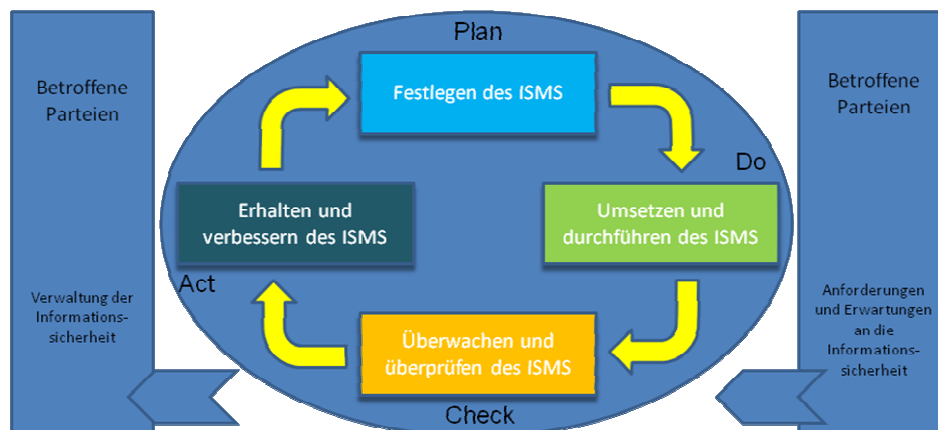 Betroffene
Parteien
Verwaltung der
Informations-
sicherheit
Plan
Festlegen des ISMS
Do
Umsetzen und
durchführen des ISMS
Check
Überwachen und
überprüfen des ISMS
Act
Erhalten und
verbessern des ISMS
Betroffene
Parteien
Anforderungen
und Erwartungen
an die
Informations-
sicherheit